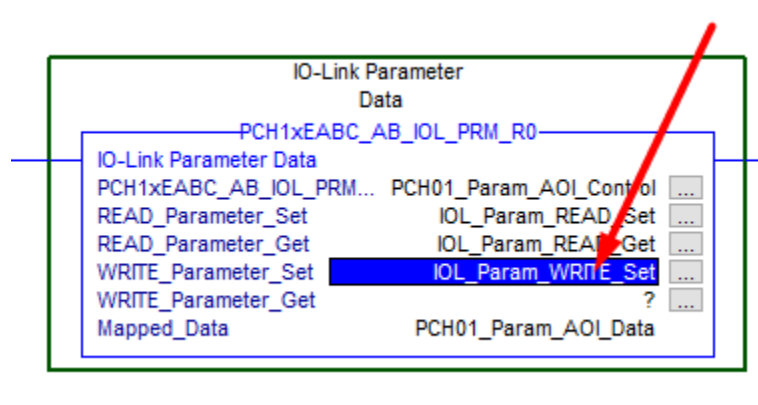 IO-Link Parameter
Data
PCH1xEABC_AB_IOL_PRM_R0
IO-Link Parameter Data
PCH1xEABC_AB_IOL_PRM... PCH01_Param_AOI_Control ...
READ_Parameter_Set IOL_Param_READ_Set ...
READ_Parameter_Get IOL_Param_READ_Get ...
WRITE_Parameter_Set IOL_Param_WRITE_Set ...
WRITE_Parameter_Get ? ...
Mapped_Data PCH01_Param_AOI_Data